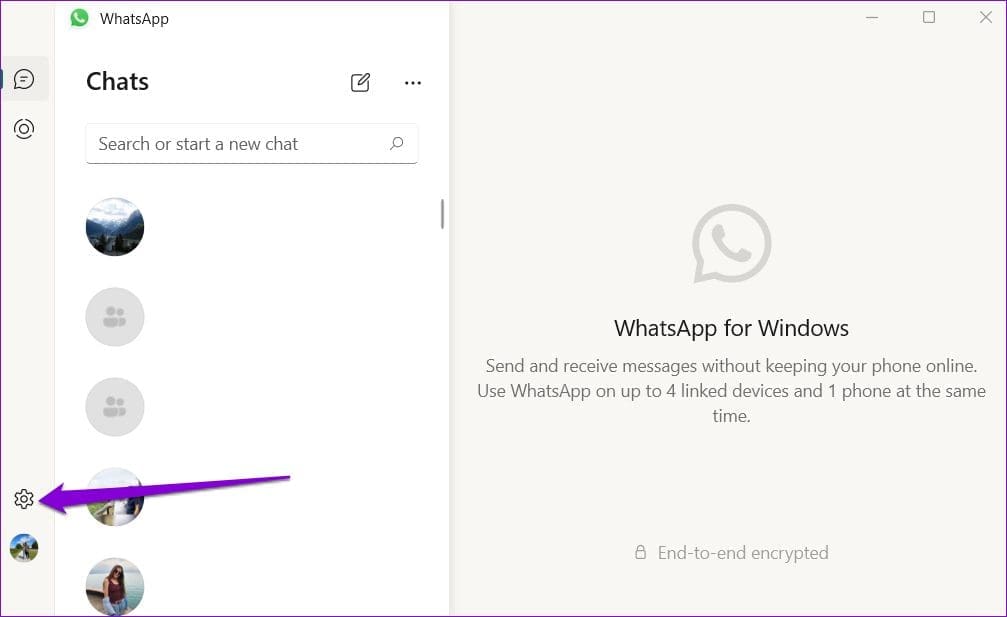 WhatsApp
Chats
Search or start a new chat
WhatsApp for Windows
Send and receive messages without keeping your phone online.
Use WhatsApp on up to 4 linked devices and 1 phone at the same
time.
End-to-end encrypted